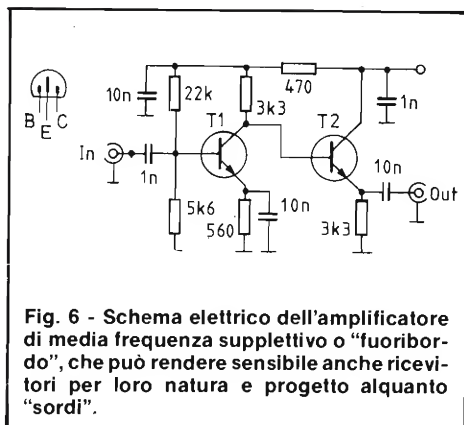 470
10n
22k
3k3
1n
B
E
C
T1
T2
In
1n
10n
Out
5k6
560
10n
3k3
Fig. 6 - Schema elettrico dell'amplificatore
di media frequenza supplettivo o "fuoribor-
do", che può rendere sensibile anche ricevi-
tori per loro natura e progetto alquanto
"sordi".